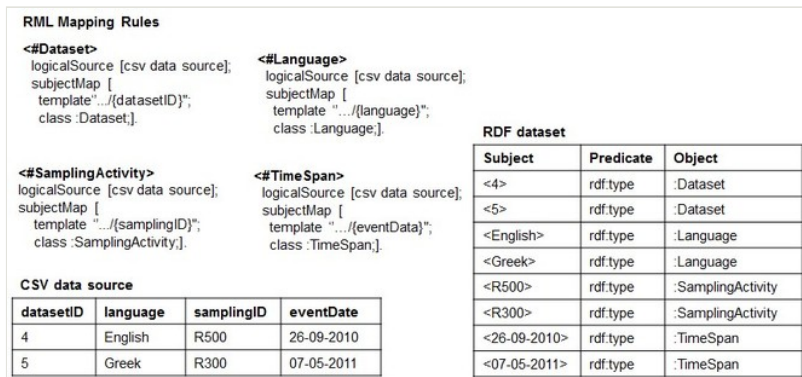 RML Mapping Rules
<#Dataset>
logicalSource [csv data source];
subjectMap [
template".../{datasetID}";
class :Dataset;].
<#Language>
logicalSource [csv data source];
subjectMap [
template ".../{language}";
class :Language;].
<#SamplingActivity>
logicalSource [csv data source];
subjectMap [
template ".../{samplingID}";
class :SamplingActivity;].
<#TimeSpan>
logicalSource [csv data source];
subjectMap [
template ".../{eventData}";
class :TimeSpan;].
CSV data source
datasetID language samplingID eventDate
4 English R500 26-09-2010
5 Greek R300 07-05-2011
RDF dataset
Subject Predicate Object
<4> rdf:type :Dataset
<5> rdf:type :Dataset
<English> rdf:type :Language
<Greek> rdf:type :Language
<R500> rdf:type :SamplingActivity
<R300> rdf:type :SamplingActivity
<26-09-2010> rdf:type :TimeSpan
<07-05-2011> rdf:type :TimeSpan